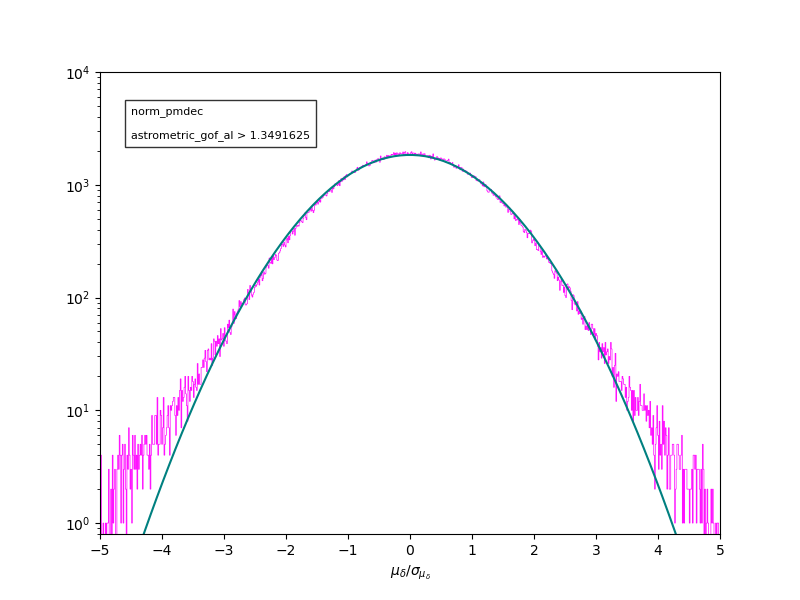 10⁴
10³
10²
10¹
10⁰
norm_pmdec
astrometric_gof_al > 1.3491625
−5 −4 −3 −2 −1 0 1 2 3 4 5
μδ/σμδ